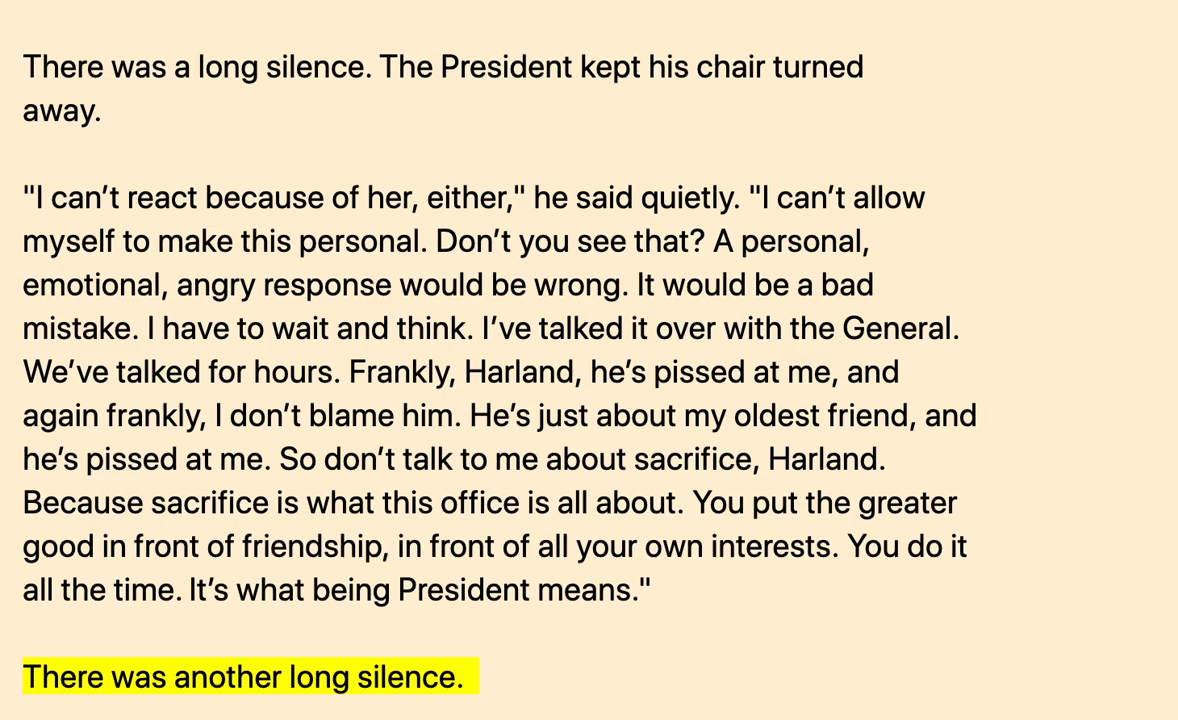 There was a long silence. The President kept his chair turned
away.
"I can’t react because of her, either," he said quietly. "I can’t allow
myself to make this personal. Don’t you see that? A personal,
emotional, angry response would be wrong. It would be a bad
mistake. I have to wait and think. I’ve talked it over with the General.
We’ve talked for hours. Frankly, Harland, he’s pissed at me, and
again frankly, I don’t blame him. He’s just about my oldest friend, and
he’s pissed at me. So don’t talk to me about sacrifice, Harland.
Because sacrifice is what this office is all about. You put the greater
good in front of friendship, in front of all your own interests. You do it
all the time. It’s what being President means."
There was another long silence.